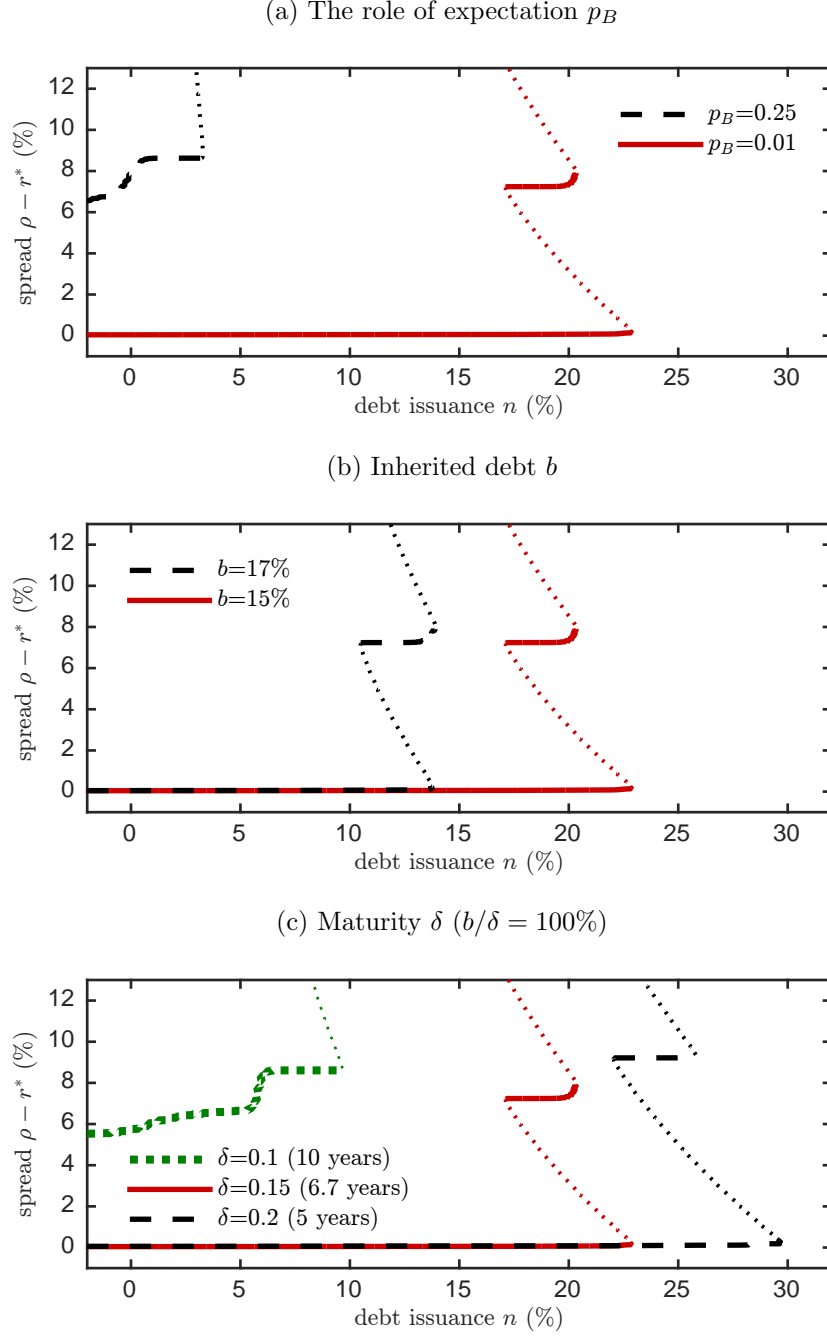 (a) The role of expectation p_B
spread ρ − r* (%)
12
10
8
6
4
2
0
p_B=0.25
p_B=0.01
0 5 10 15 20 25 30
debt issuance n (%)
(b) Inherited debt b
spread ρ − r* (%)
12
10
8
6
4
2
0
b=17%
b=15%
0 5 10 15 20 25 30
debt issuance n (%)
(c) Maturity δ (b/δ = 100%)
spread ρ − r* (%)
12
10
8
6
4
2
0
δ=0.1 (10 years)
δ=0.15 (6.7 years)
δ=0.2 (5 years)
0 5 10 15 20 25 30
debt issuance n (%)